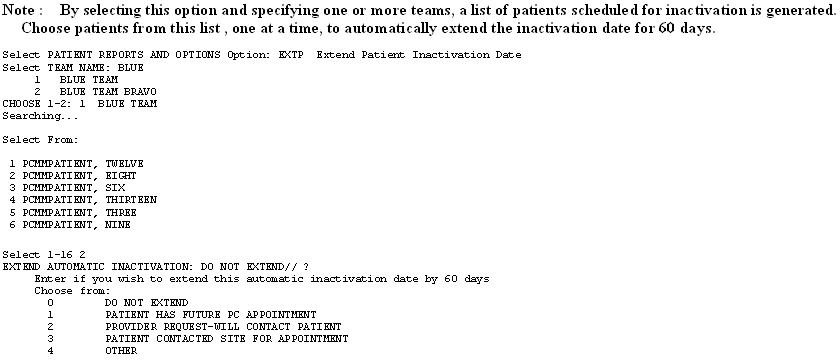 Note :    By selecting this option and specifying one or more teams, a list of patients scheduled for inactivation is generated.
Choose patients from this list , one at a time, to automatically extend the inactivation date for 60 days.
Select PATIENT REPORTS AND OPTIONS Option: EXTP  Extend Patient Inactivation Date
Select TEAM NAME: BLUE
1   BLUE TEAM
2   BLUE TEAM BRAVO
CHOOSE 1-2: 1  BLUE TEAM
Searching...
Select From:
1 PCMMPATIENT, TWELVE
2 PCMMPATIENT, EIGHT
3 PCMMPATIENT, SIX
4 PCMMPATIENT, THIRTEEN
5 PCMMPATIENT, THREE
6 PCMMPATIENT, NINE
Select 1-16 2
EXTEND AUTOMATIC INACTIVATION: DO NOT EXTEND// ?
Enter if you wish to extend this automatic inactivation date by 60 days
Choose from:
0        DO NOT EXTEND
1        PATIENT HAS FUTURE PC APPOINTMENT
2        PROVIDER REQUEST-WILL CONTACT PATIENT
3        PATIENT CONTACTED SITE FOR APPOINTMENT
4        OTHER